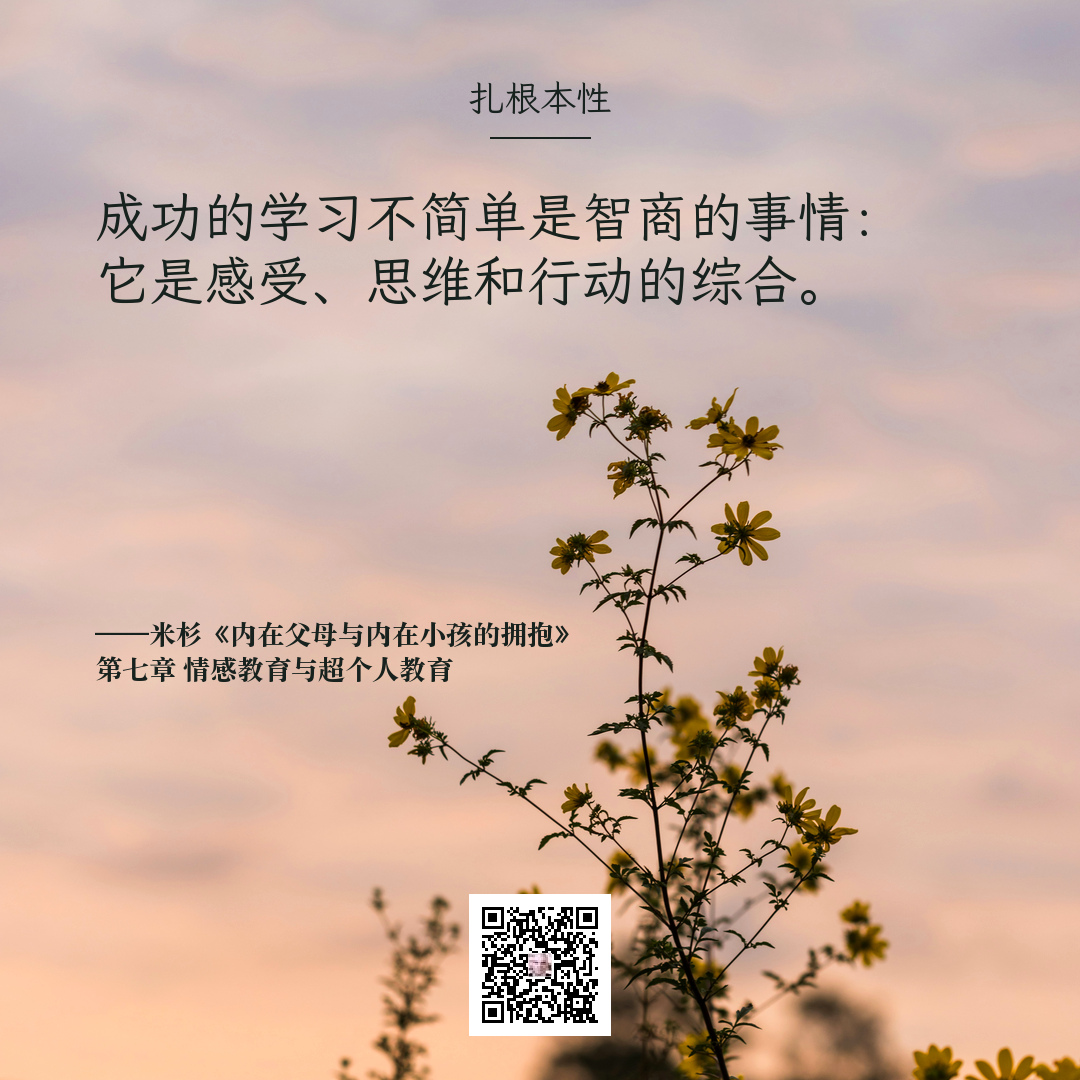 扎根本性
成功的学习不简单是智商的事情：
它是感受、思维和行动的综合。
——米杉《内在父母与内在小孩的拥抱》
第七章 情感教育与超个人教育